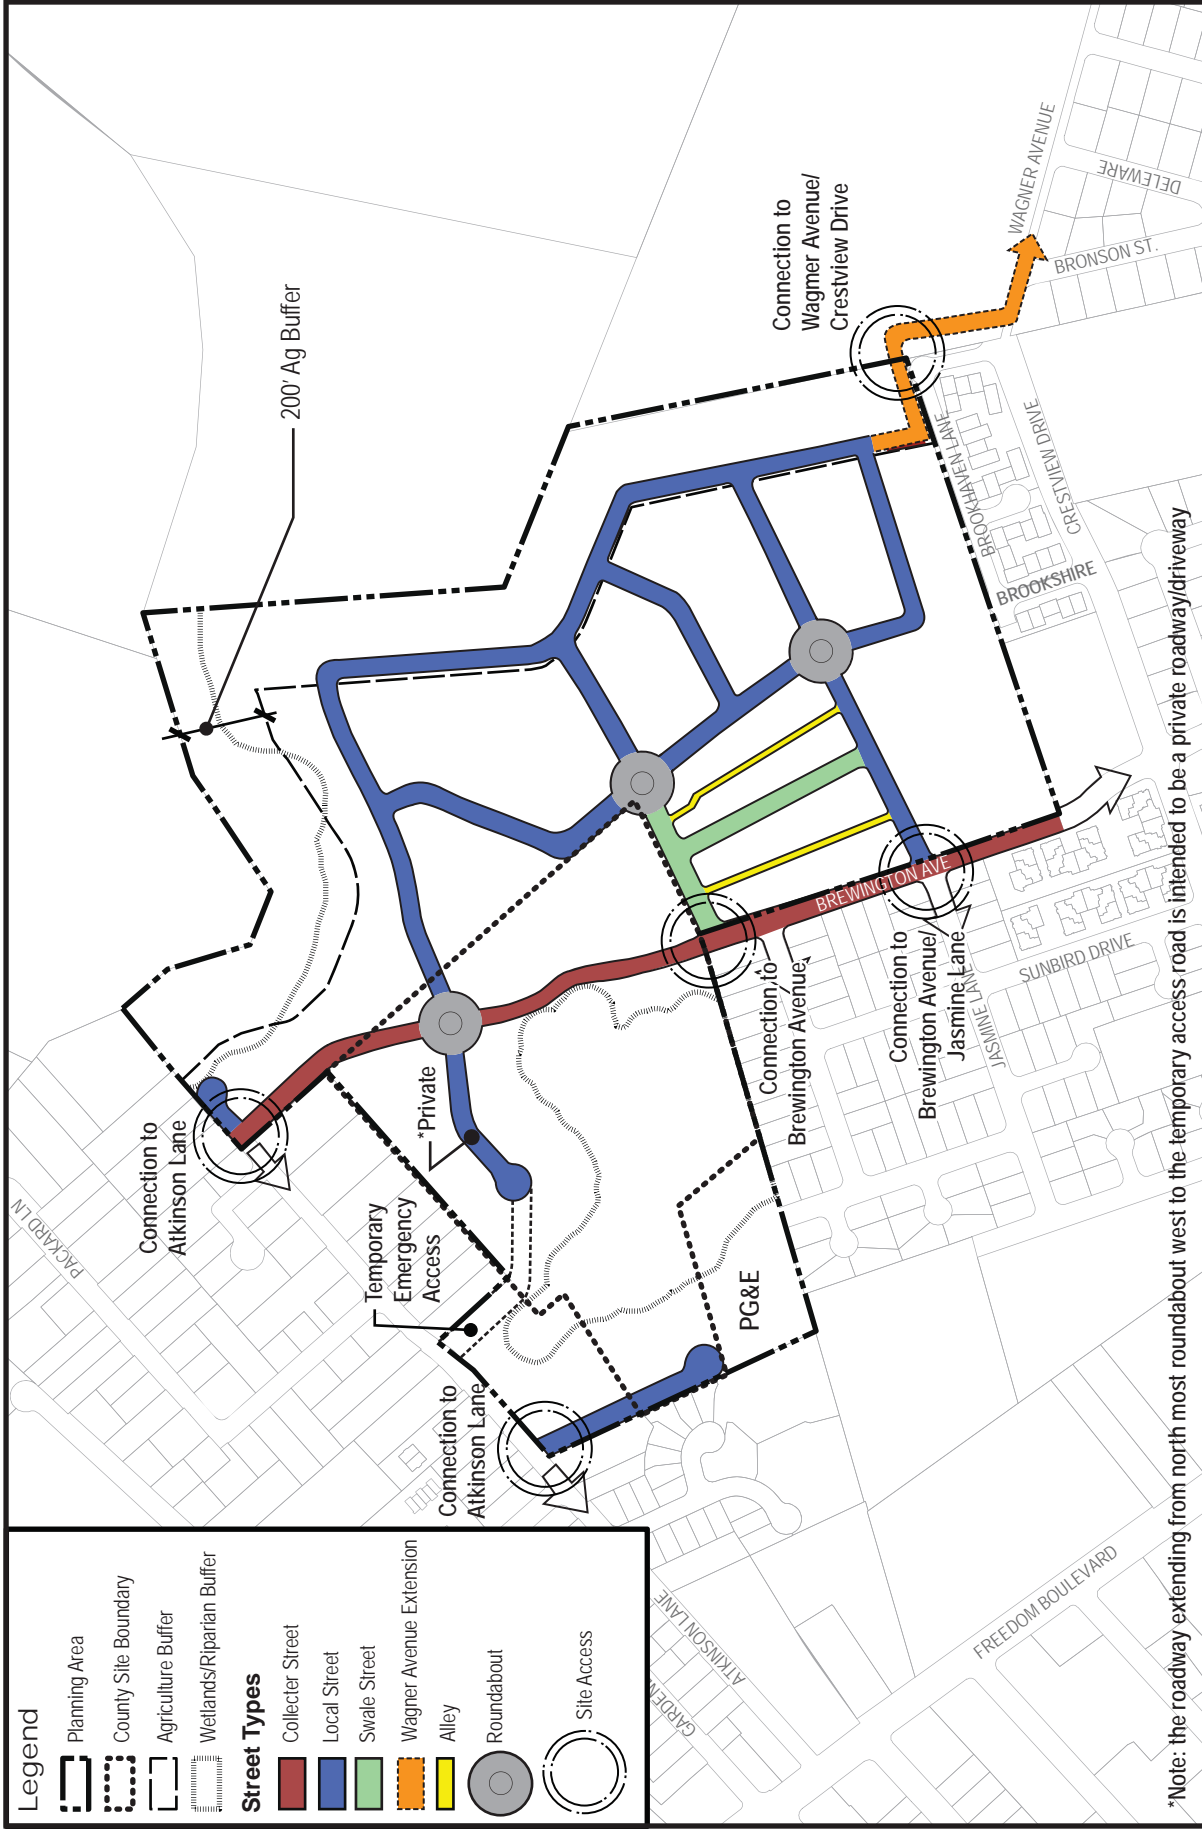 Legend
Planning Area
County Site Boundary
Agriculture Buffer
Wetlands/Riparian Buffer
Street Types
Collecter Street
Local Street
Swale Street
Wagner Avenue Extension
Alley
Roundabout
Site Access
PACKARD LN
Connection to
Atkinson Lane
200' Ag Buffer
*Private
Temporary
Emergency
Access
Connection to
Atkinson Lane
PG&E
Connection to
Brewington Avenue
BREWINGTON AVE
Connection to
Brewington Avenue/
Jasmine Lane
JASMINE LANE
SUNBIRD DRIVE
Connection to
Wagmer Avenue/
Crestview Drive
BROOKHAVEN LANE
CRESTVIEW DRIVE
BROOKSHIRE
WAGNER AVENUE
BRONSON ST.
DELEWARE
ATKINSON LANE
FREEDOM BOULEVARD
*Note: the roadway extending from north most roundabout west to the temporary access road is intended to be a private roadway/driveway